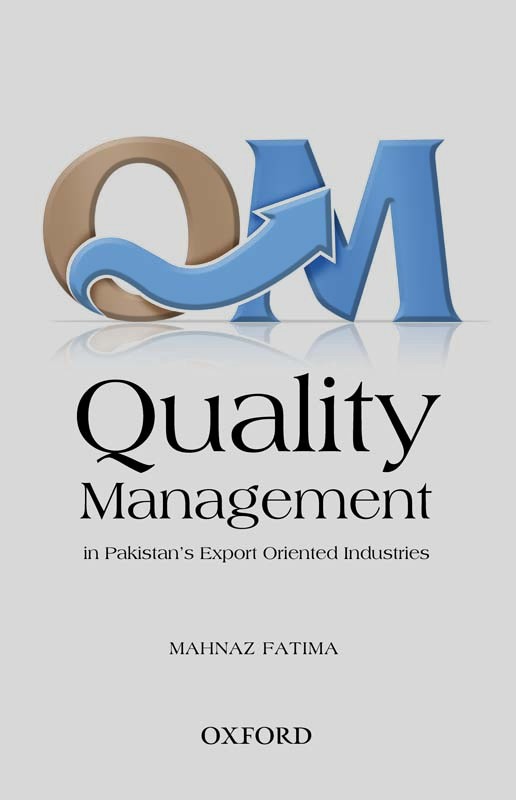 QM
Quality
Management
in Pakistan's Export Oriented Industries
MAHNAZ FATIMA
OXFORD